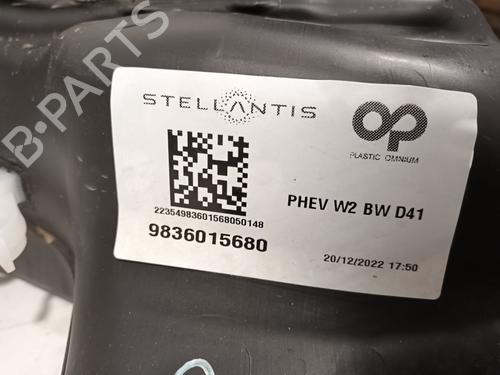 B-PARTS
STELLANTIS
OP
PLASTIC OMNIUM
22354983601568050148
PHEV W2 BW D41
9836015680
20/12/2022 17:50